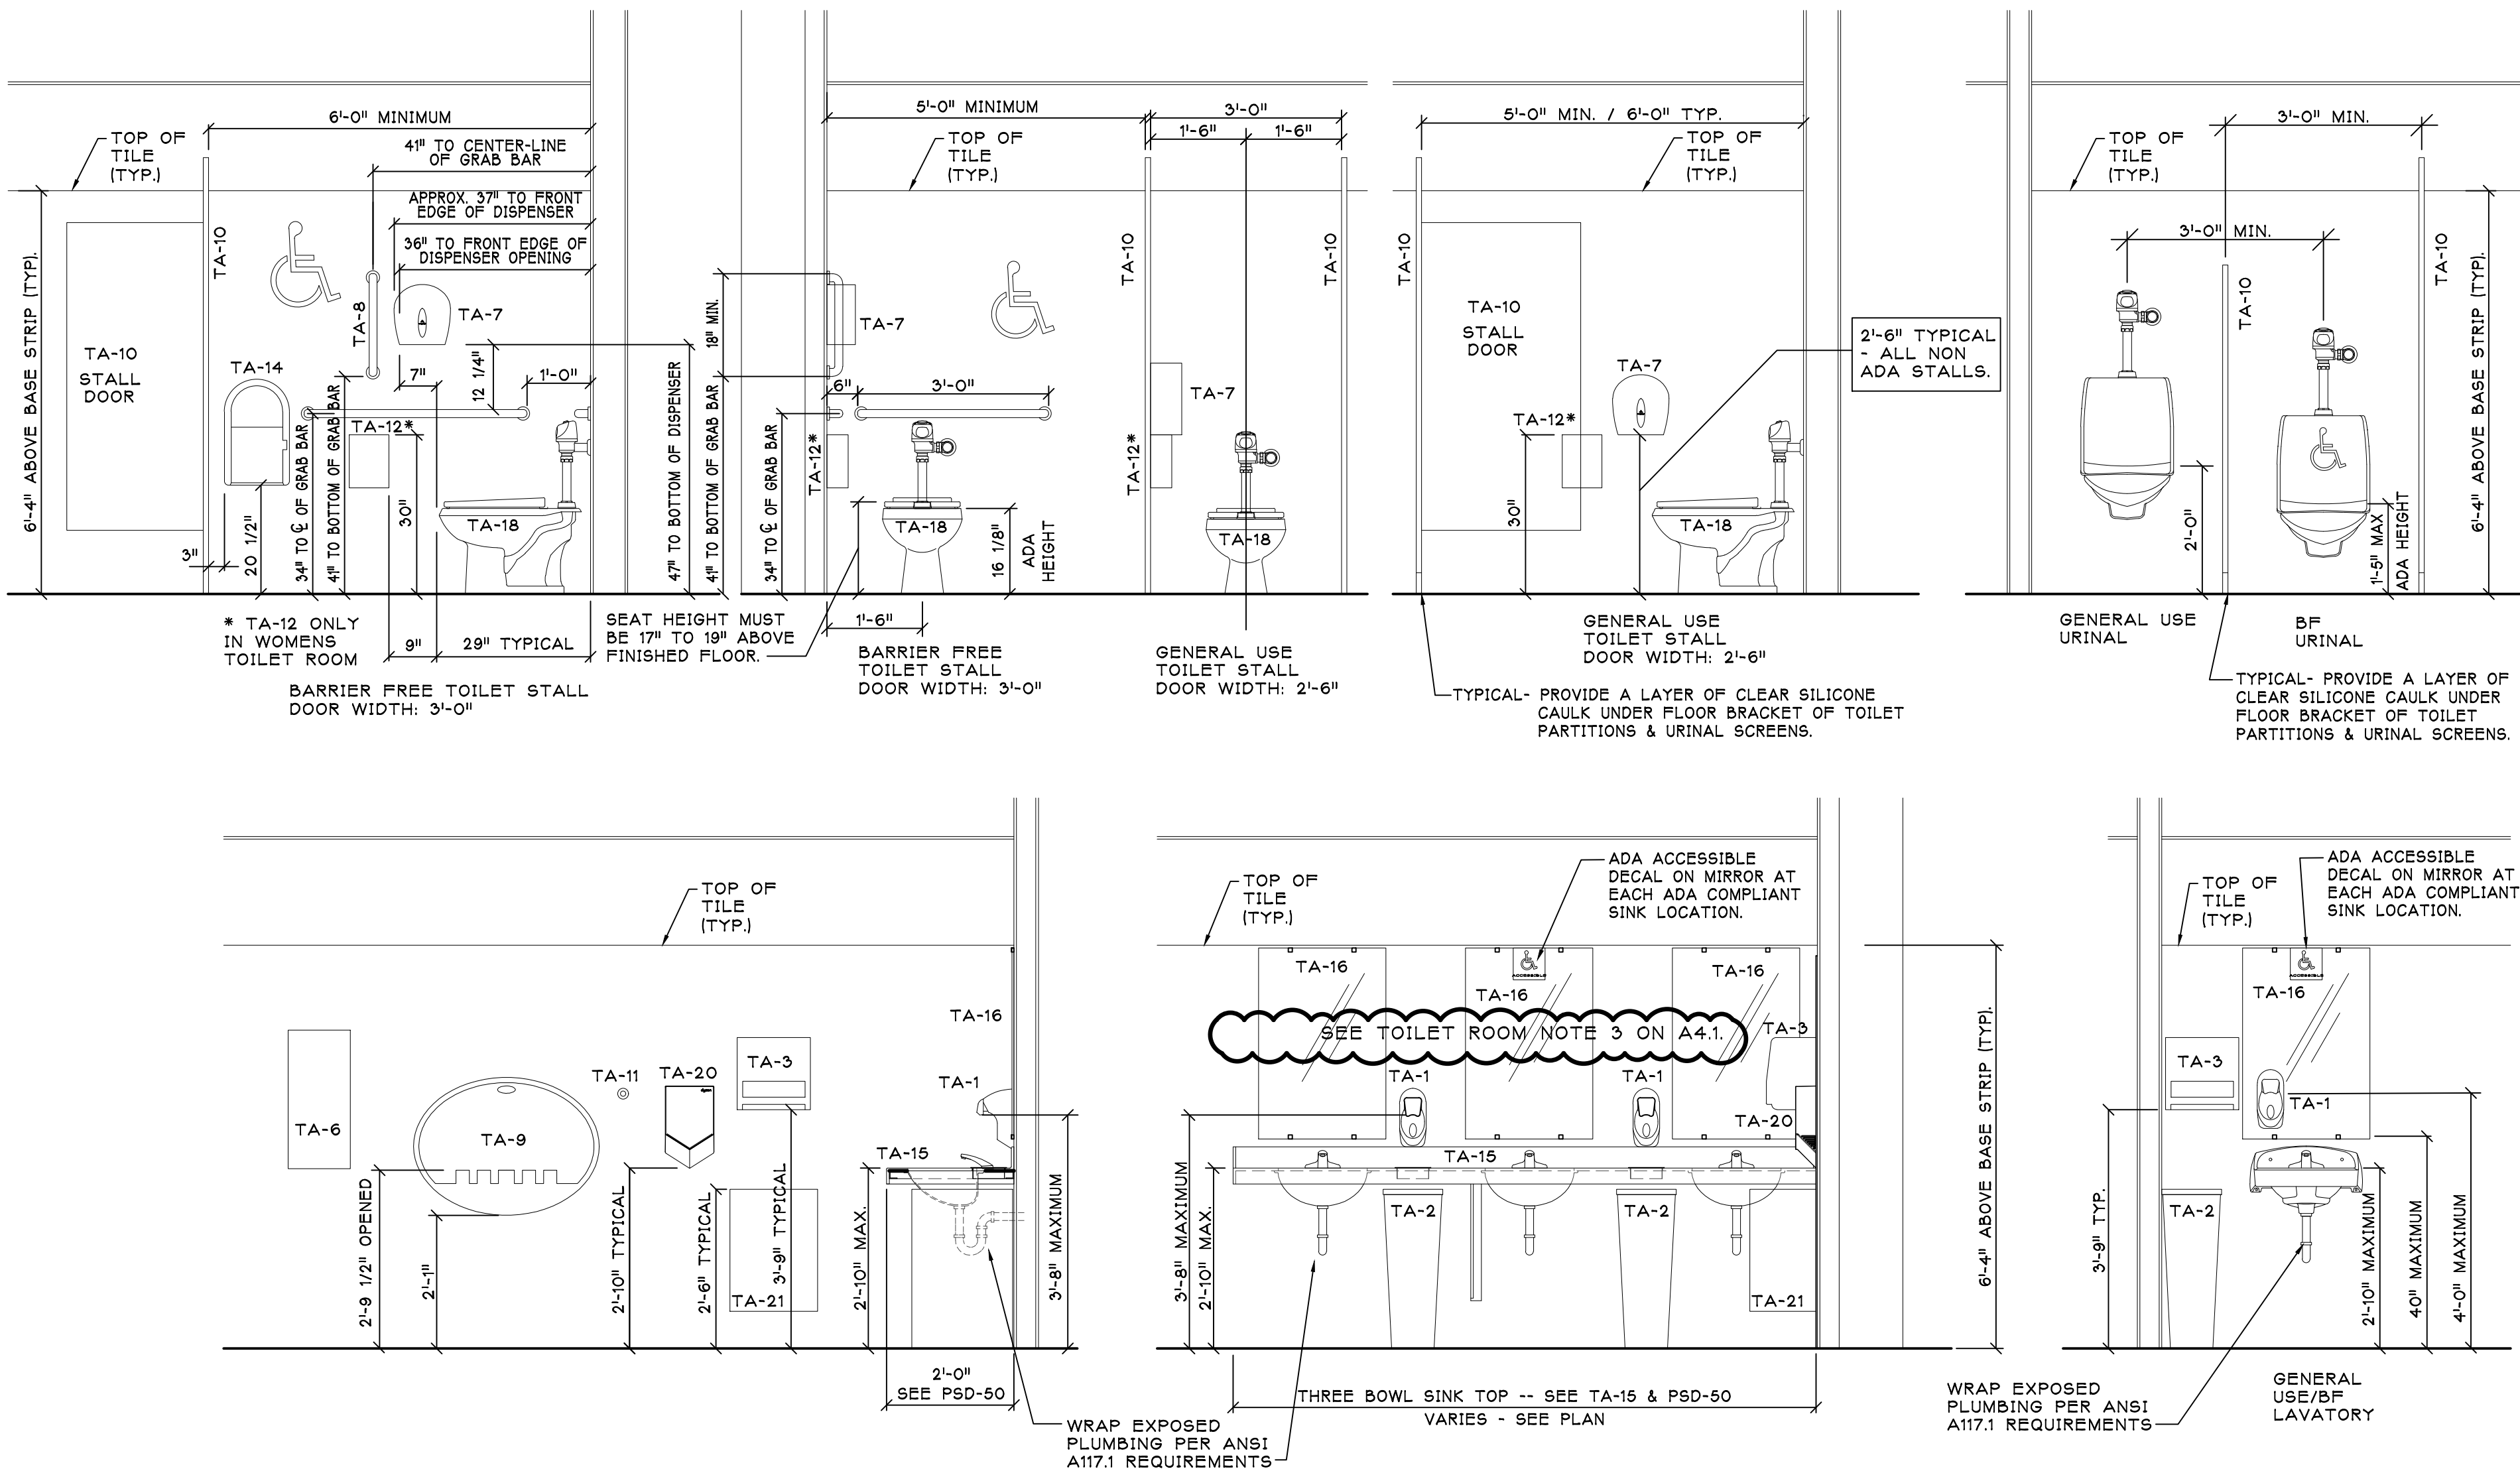 6'-0" MINIMUM
TOP OF
TILE
(TYP.)
41" TO CENTER-LINE
OF GRAB BAR
APPROX. 37" TO FRONT
EDGE OF DISPENSER
36" TO FRONT EDGE OF
DISPENSER OPENING
6'-4" ABOVE BASE STRIP (TYP).
TA-10
STALL
DOOR
TA-10
TA-14
TA-8
TA-7
7"
12 1/4"
1'-0"
TA-12*
TA-18
3"
20 1/2"
34" TO ℄ OF GRAB BAR
41" TO BOTTOM OF GRAB BAR
30"
47" TO BOTTOM OF DISPENSER
* TA-12 ONLY
IN WOMENS
TOILET ROOM
9"
29" TYPICAL
BARRIER FREE TOILET STALL
DOOR WIDTH: 3'-0"
SEAT HEIGHT MUST
BE 17" TO 19" ABOVE
FINISHED FLOOR.
5'-0" MINIMUM
3'-0"
1'-6"
1'-6"
TOP OF
TILE
(TYP.)
TA-10
TA-10
18" MIN.
41" TO BOTTOM OF GRAB BAR
34" TO ℄ OF GRAB BAR
TA-7
6"
3'-0"
TA-7
TA-12*
TA-12*
TA-18
TA-18
16 1/8"
ADA
HEIGHT
1'-6"
BARRIER FREE
TOILET STALL
DOOR WIDTH: 3'-0"
GENERAL USE
TOILET STALL
DOOR WIDTH: 2'-6"
5'-0" MIN. / 6'-0" TYP.
TOP OF
TILE
(TYP.)
TA-10
TA-10
STALL
DOOR
TA-7
TA-12*
30"
TA-18
2'-6" TYPICAL
- ALL NON
ADA STALLS.
GENERAL USE
TOILET STALL
DOOR WIDTH: 2'-6"
TYPICAL- PROVIDE A LAYER OF CLEAR SILICONE
CAULK UNDER FLOOR BRACKET OF TOILET
PARTITIONS & URINAL SCREENS.
3'-0" MIN.
TOP OF
TILE
(TYP.)
3'-0" MIN.
TA-10
TA-10
6'-4" ABOVE BASE STRIP (TYP).
2'-0"
1'-5" MAX
ADA HEIGHT
GENERAL USE
URINAL
BF
URINAL
TYPICAL- PROVIDE A LAYER OF
CLEAR SILICONE CAULK UNDER
FLOOR BRACKET OF TOILET
PARTITIONS & URINAL SCREENS.
TOP OF
TILE
(TYP.)
TA-16
TA-6
TA-9
TA-11
TA-20
TA-3
TA-1
TA-15
2'-9 1/2" OPENED
2'-1"
2'-10" TYPICAL
2'-6" TYPICAL
3'-9" TYPICAL
TA-21
2'-10" MAX.
3'-8" MAXIMUM
2'-0"
SEE PSD-50
WRAP EXPOSED
PLUMBING PER ANSI
A117.1 REQUIREMENTS
TOP OF
TILE
(TYP.)
ADA ACCESSIBLE
DECAL ON MIRROR AT
EACH ADA COMPLIANT
SINK LOCATION.
TA-16
ACCESSIBLE
TA-16
TA-16
SEE TOILET ROOM NOTE 3 ON A4.1.
TA-3
TA-1
TA-1
TA-20
TA-15
TA-2
TA-2
TA-21
3'-8" MAXIMUM
2'-10" MAX.
THREE BOWL SINK TOP -- SEE TA-15 & PSD-50
VARIES - SEE PLAN
6'-4" ABOVE BASE STRIP (TYP).
TOP OF
TILE
(TYP.)
ADA ACCESSIBLE
DECAL ON MIRROR AT
EACH ADA COMPLIANT
SINK LOCATION.
ACCESSIBLE
TA-16
TA-3
TA-1
TA-2
3'-9" TYP.
2'-10" MAXIMUM
40" MAXIMUM
4'-0" MAXIMUM
WRAP EXPOSED
PLUMBING PER ANSI
A117.1 REQUIREMENTS
GENERAL
USE/BF
LAVATORY